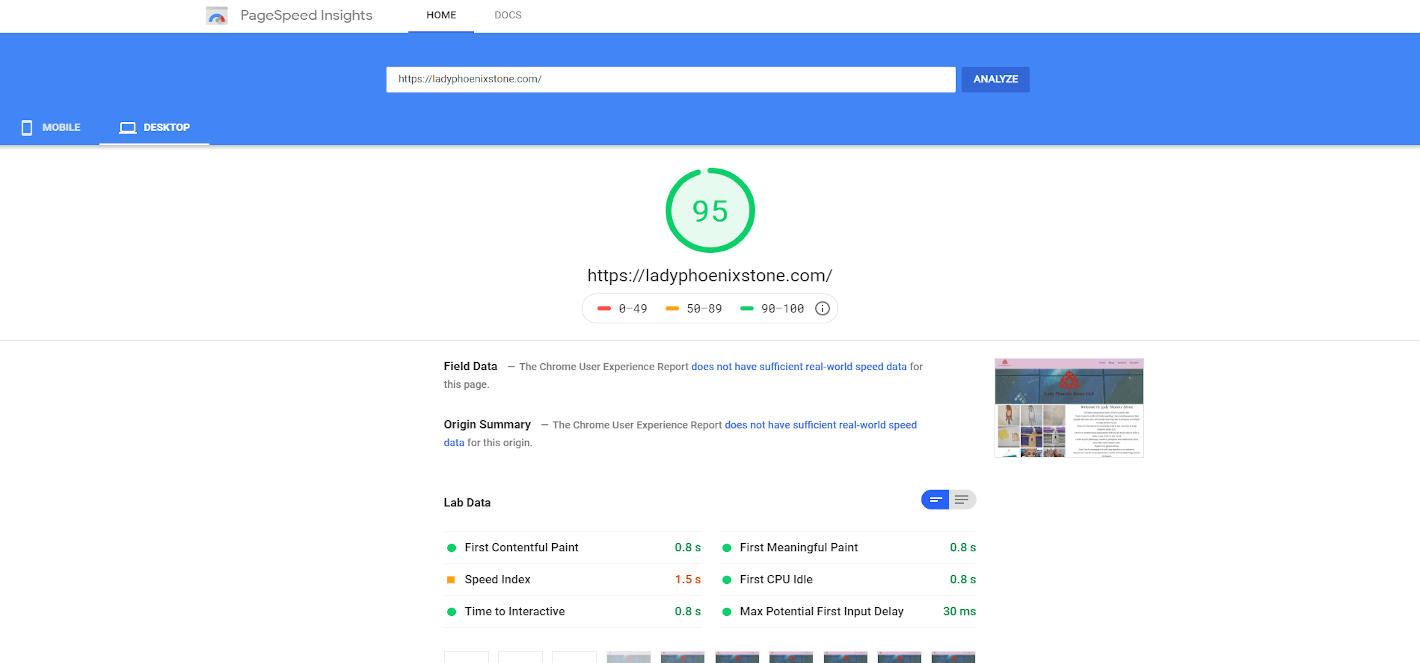 PageSpeed Insights
HOME
DOCS
https://ladyphoenixstone.com/
ANALYZE
MOBILE
DESKTOP
95
https://ladyphoenixstone.com/
0–49
50–89
90–100
Field Data — The Chrome User Experience Report does not have sufficient real-world speed data for
this page.
Origin Summary — The Chrome User Experience Report does not have sufficient real-world speed
data for this origin.
Lab Data
First Contentful Paint 0.8 s
First Meaningful Paint 0.8 s
Speed Index 1.5 s
First CPU Idle 0.8 s
Time to Interactive 0.8 s
Max Potential First Input Delay 30 ms